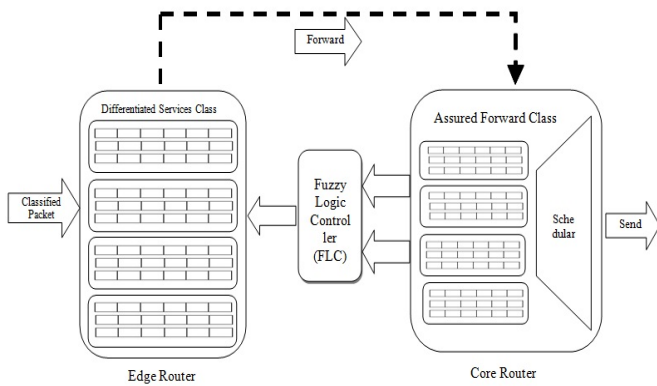 Forward
Differentiated Services Class
Classified
Packet
Edge Router
Fuzzy
Logic
Control
ler
(FLC)
Assured Forward Class
Sche
dular
Send
Core Router